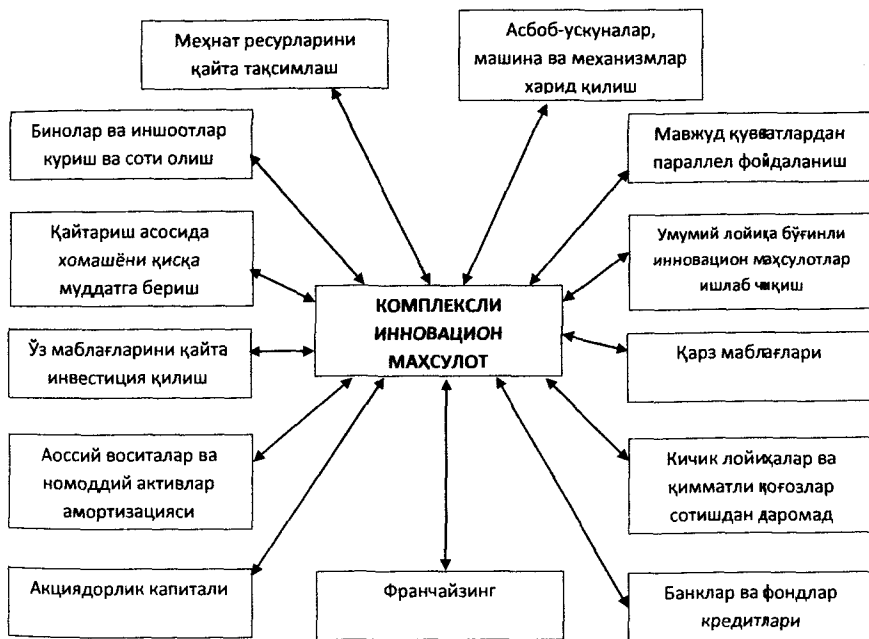 Меҳнат ресурларини
қайта тақсимлаш
Асбоб-ускуналар,
машина ва механизмлар
харид қилиш
Бинолар ва иншоотлар
куриш ва соти олиш
Мавжуд қувватлардан
параллел фойдаланиш
Қайтариш асосида
хомашёни қисқа
муддатга бериш
Умумий лойиҳа бўғинли
инновацион маҳсулотлар
ишлаб чиқиш
КОМПЛЕКСЛИ
ИННОВАЦИОН
МАҲСУЛОТ
Ўз маблағларини қайта
инвестиция қилиш
Қарз маблағлари
Аоссий воситалар ва
номоддий активлар
амортизацияси
Кичик лойиҳалар ва
қимматли қоғозлар
сотишдан даромад
Акциядорлик капитали
Франчайзинг
Банклар ва фондлар
кредитлари